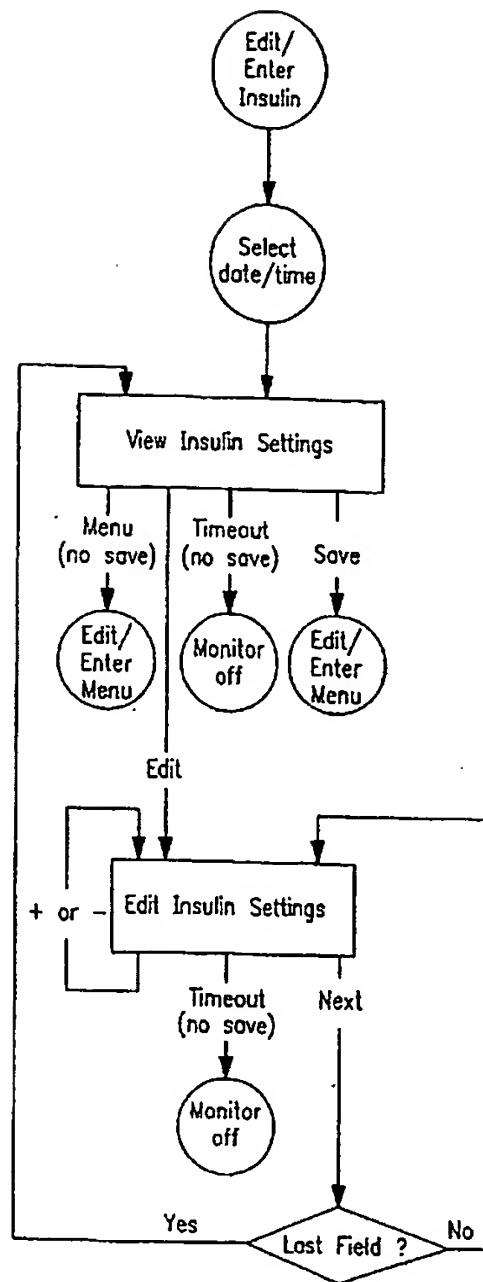 Edit/
Enter
Insulin
Select
date/time
View Insulin Settings
Menu
(no save)
Timeout
(no save)
Save
Edit/
Enter
Menu
Monitor
off
Edit/
Enter
Menu
Edit
+ or -
Edit Insulin Settings
Timeout
(no save)
Next
Monitor
off
Yes
Last Field ?
No